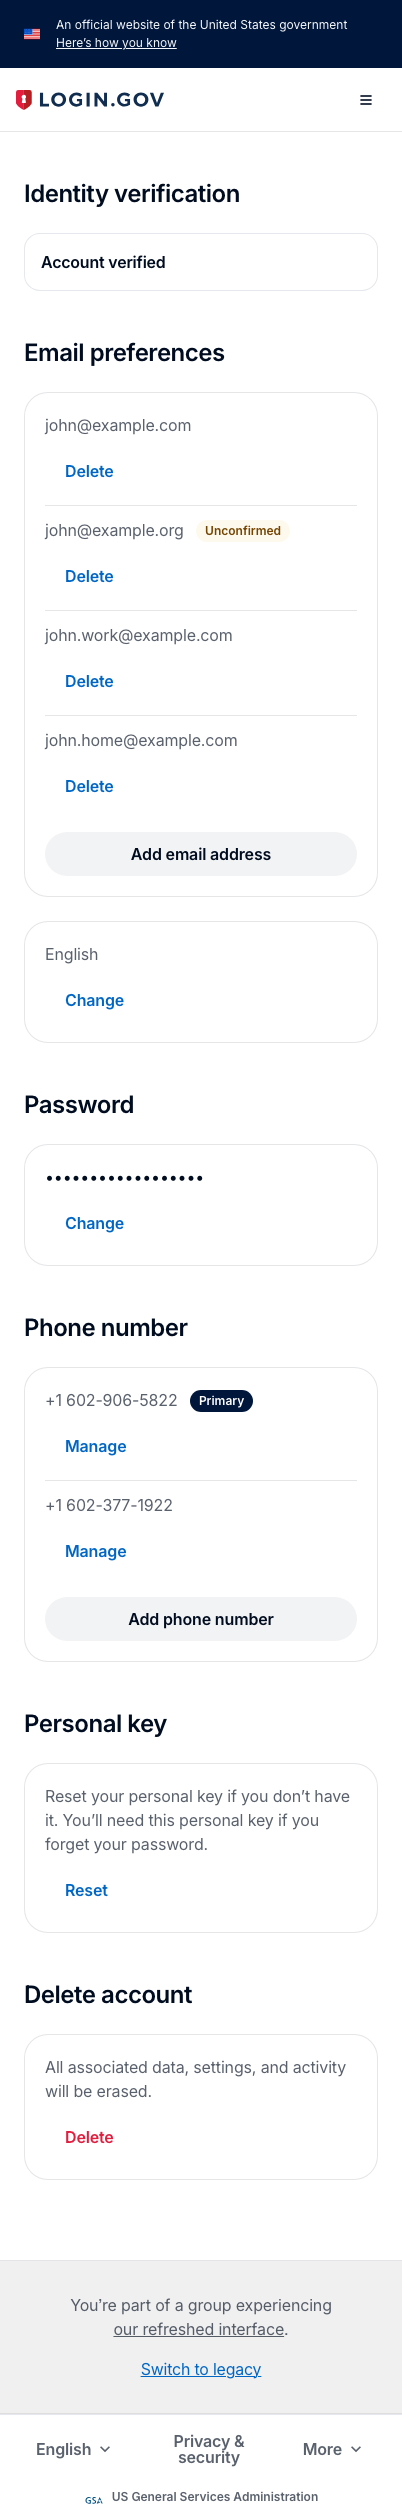 An official website of the United States government
Here’s how you know
LOGIN.GOV
Identity verification
Account verified
Email preferences
john@example.com
Delete
john@example.org Unconfirmed
Delete
john.work@example.com
Delete
john.home@example.com
Delete
Add email address
English
Change
Password
••••••••••••••••••
Change
Phone number
+1 602-906-5822 Primary
Manage
+1 602-377-1922
Manage
Add phone number
Personal key
Reset your personal key if you don’t have
it. You’ll need this personal key if you
forget your password.
Reset
Delete account
All associated data, settings, and activity
will be erased.
Delete
You’re part of a group experiencing
our refreshed interface.
Switch to legacy
English
Privacy &
security
More
GSA US General Services Administration